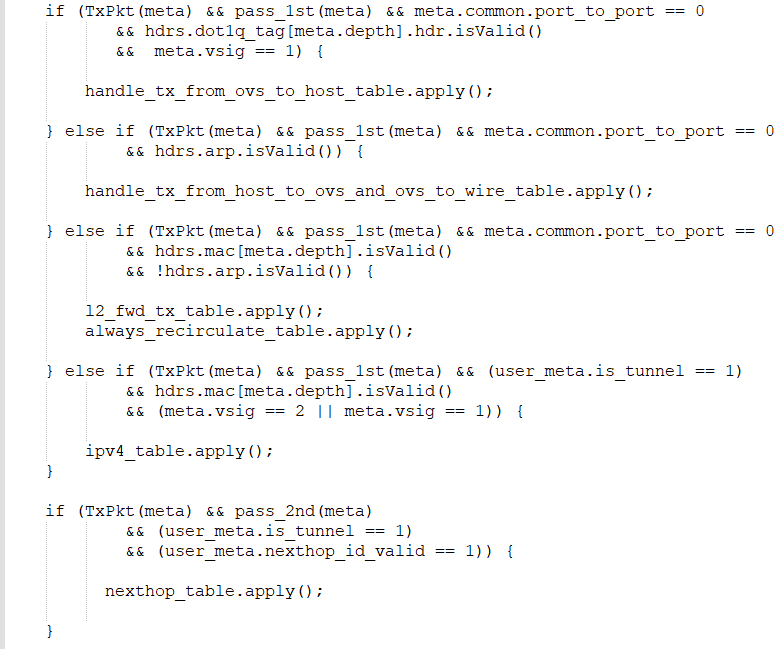 if (TxPkt(meta) && pass_1st(meta) && meta.common.port_to_port == 0
&& hdrs.dot1q_tag[meta.depth].hdr.isValid()
&&  meta.vsig == 1) {
handle_tx_from_ovs_to_host_table.apply();
} else if (TxPkt(meta) && pass_1st(meta) && meta.common.port_to_port == 0
&& hdrs.arp.isValid()) {
handle_tx_from_host_to_ovs_and_ovs_to_wire_table.apply();
} else if (TxPkt(meta) && pass_1st(meta) && meta.common.port_to_port == 0
&& hdrs.mac[meta.depth].isValid()
&& !hdrs.arp.isValid()) {
l2_fwd_tx_table.apply();
always_recirculate_table.apply();
} else if (TxPkt(meta) && pass_1st(meta) && (user_meta.is_tunnel == 1)
&& hdrs.mac[meta.depth].isValid()
&& (meta.vsig == 2 || meta.vsig == 1)) {
ipv4_table.apply();
}
if (TxPkt(meta) && pass_2nd(meta)
&& (user_meta.is_tunnel == 1)
&& (user_meta.nexthop_id_valid == 1)) {
nexthop_table.apply();
}